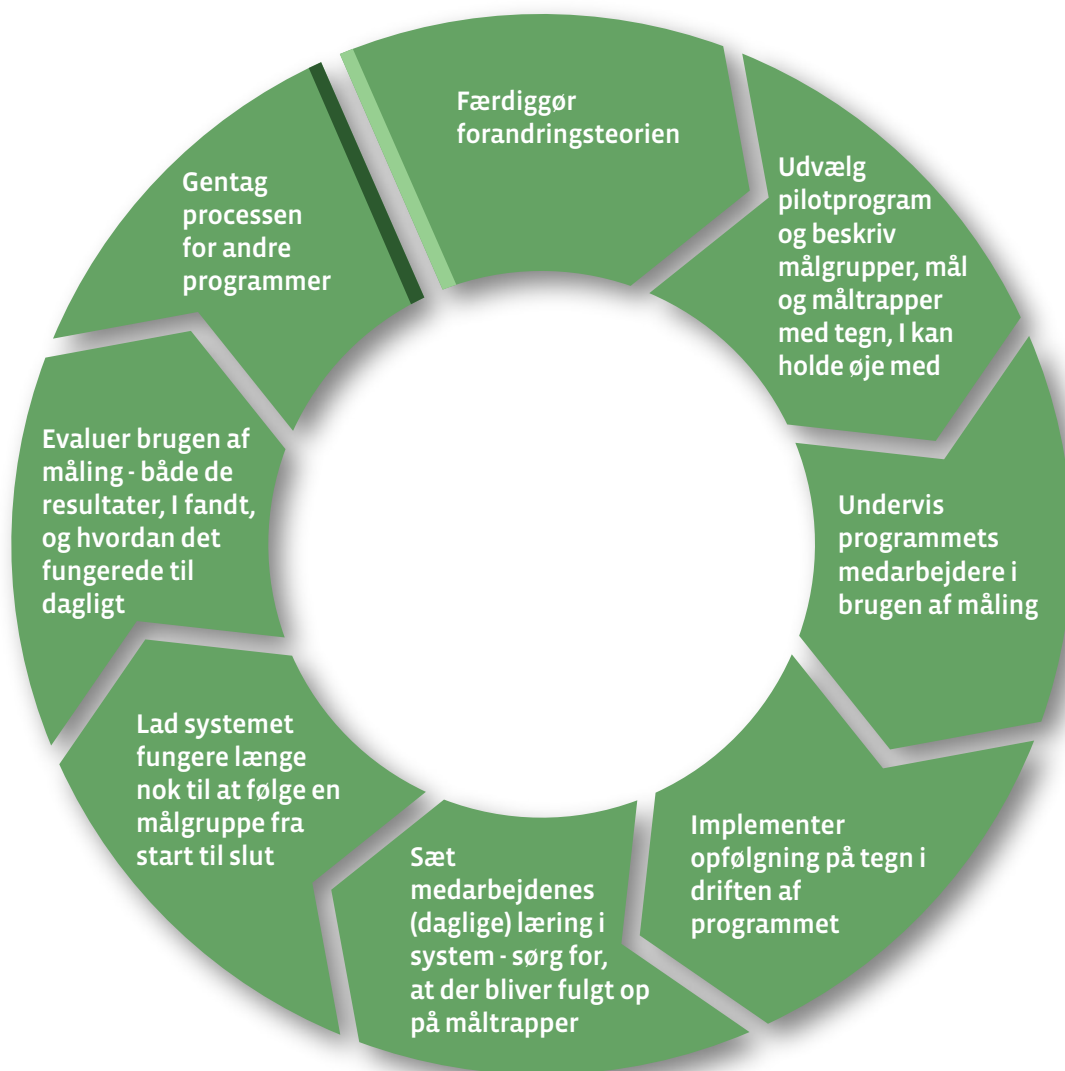 Færdiggør
forandringsteorien
Udvælg
pilotprogram
og beskriv
målgrupper, mål
og måltrapper
med tegn, I kan
holde øje med
Undervis
programmets
medarbejdere i
brugen af måling
Implementer
opfølgning på tegn i
driften af
programmet
Sæt
medarbejdenes
(daglige) læring i
system - sørg for,
at der bliver fulgt op
på måltrapper
Lad systemet
fungere længe
nok til at følge en
målgruppe fra
start til slut
Evaluer brugen af
måling - både de
resultater, I fandt,
og hvordan det
fungerede til
dagligt
Gentag
processen
for andre
programmer